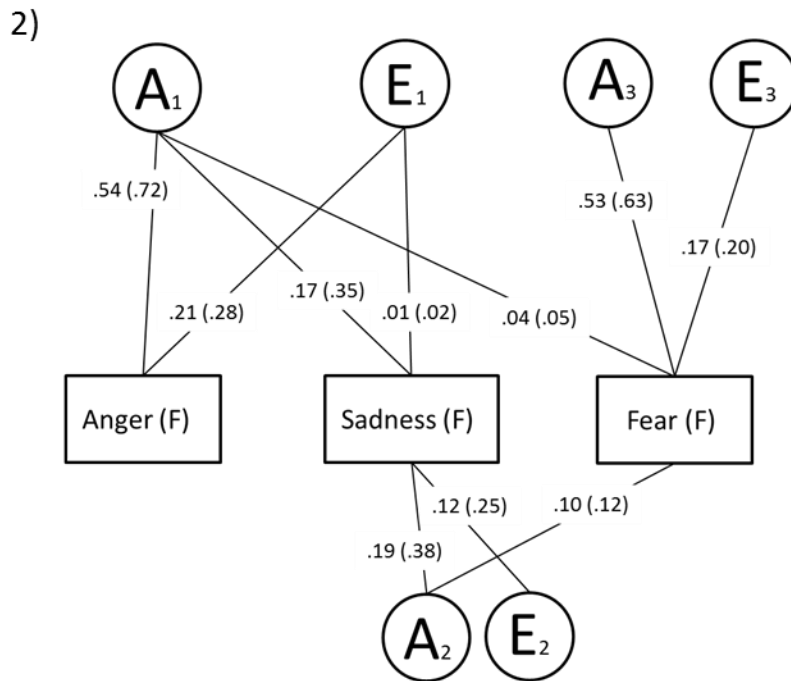 2)
A1
E1
A3
E3
.54 (.72)
.53 (.63)
.17 (.20)
.21 (.28)
.17 (.35)
.01 (.02)
.04 (.05)
Anger (F)
Sadness (F)
Fear (F)
.12 (.25)
.10 (.12)
.19 (.38)
A2
E2